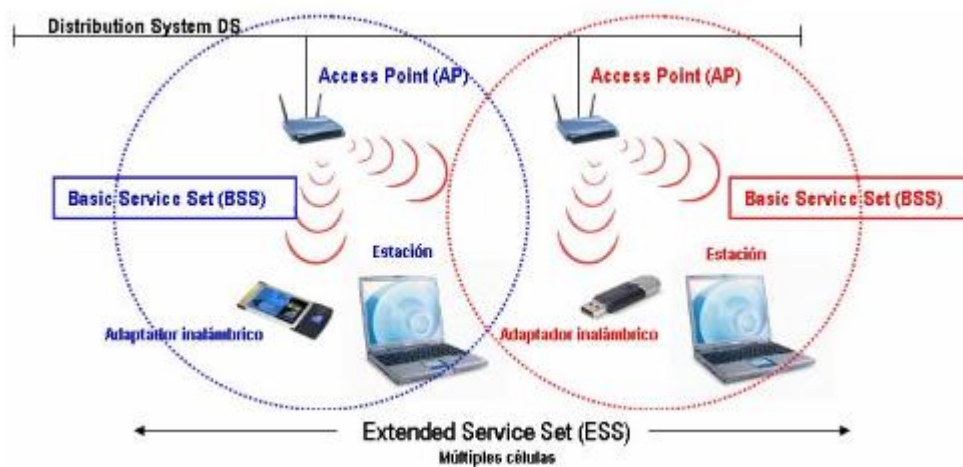 Distribution System DS
Access Point (AP)
Access Point (AP)
Basic Service Set (BSS)
Basic Service Set (BSS)
Estación
Estación
Adaptador inalámbrico
Adaptador inalámbrico
Extended Service Set (ESS)
Múltiples células